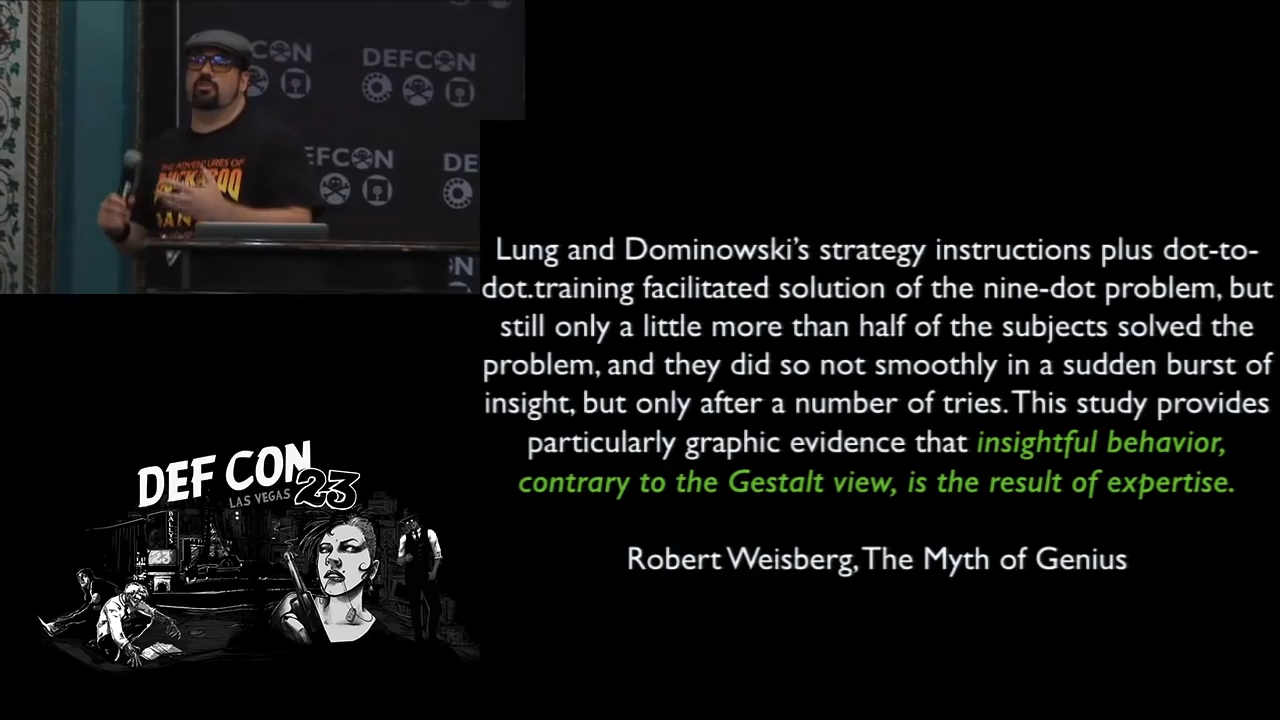 DEFCON
DEFCON
DE
THE ADVENTURES OF
DEF CON
LAS VEGAS 23
BALLY'S
Lung and Dominowski's strategy instructions plus dot-to-
dot.training facilitated solution of the nine-dot problem, but
still only a little more than half of the subjects solved the
problem, and they did so not smoothly in a sudden burst of
insight, but only after a number of tries. This study provides
particularly graphic evidence that insightful behavior,
contrary to the Gestalt view, is the result of expertise.
Robert Weisberg, The Myth of Genius